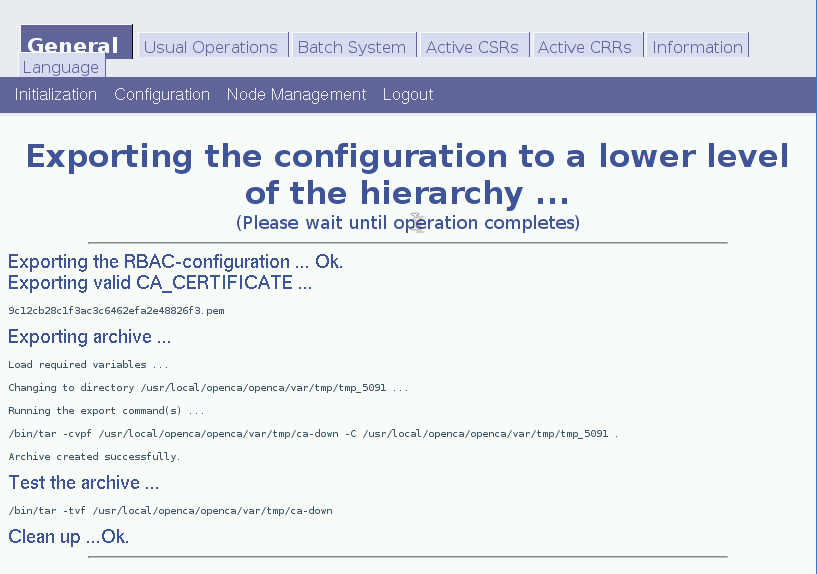 General
Usual Operations
Batch System
Active CSRs
Active CRRs
Information
Language
Initialization
Configuration
Node Management
Logout
Exporting the configuration to a lower level
of the hierarchy ...
(Please wait until operation completes)
Exporting the RBAC-configuration ... Ok.
Exporting valid CA_CERTIFICATE ...
9c12cb28c1f3ac3c6462efa2e48826f3.pem
Exporting archive ...
Load required variables ...
Changing to directory /usr/local/openca/openca/var/tmp/tmp_5091 ...
Running the export command(s) ...
/bin/tar -cvpf /usr/local/openca/openca/var/tmp/ca-down -C /usr/local/openca/openca/var/tmp/tmp_5091 .
Archive created successfully.
Test the archive ...
/bin/tar -tvf /usr/local/openca/openca/var/tmp/ca-down
Clean up ...Ok.